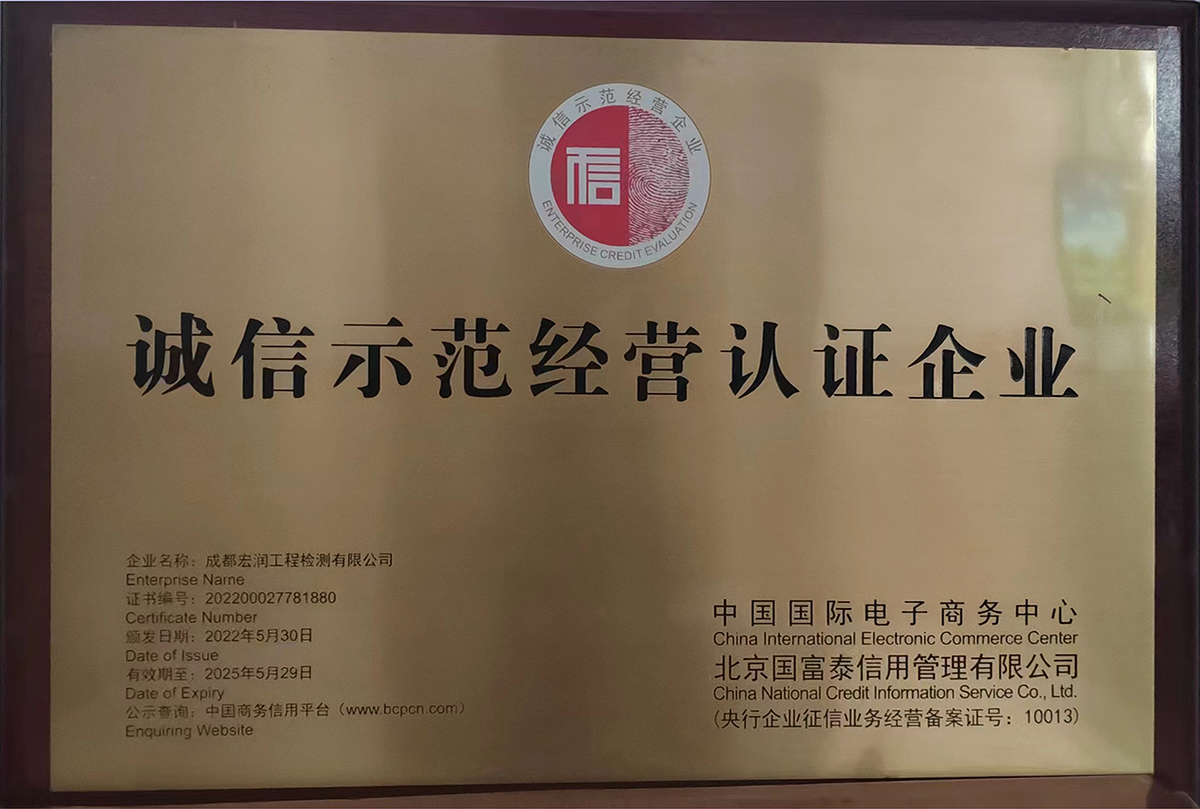 诚信示范经营企业
信
ENTERPRISE CREDIT EVALUATION
诚信示范经营认证企业
企业名称：成都宏润工程检测有限公司
Enterprise Name
证书编号：202200027781880
Certificate Number
颁发日期：2022年5月30日
Date of Issue
有效期至：2025年5月29日
Date of Expiry
公示查询：中国商务信用平台（www.bcpcn.com）
Enquiring Website
中国国际电子商务中心
China International Electronic Commerce Center
北京国富泰信用管理有限公司
China National Credit Information Service Co., Ltd.
(央行企业征信业务经营备案证号：10013)